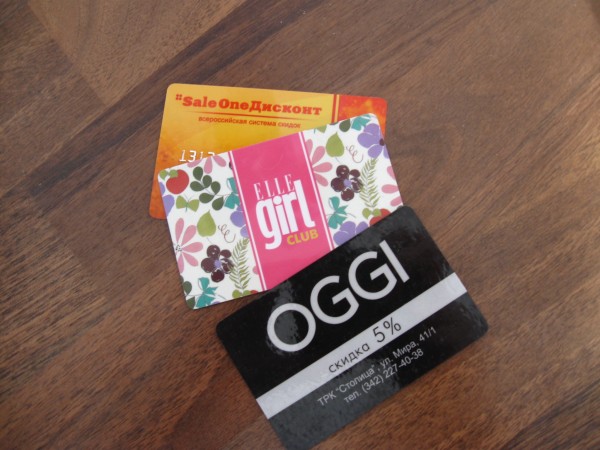 #SaleOneДисконт
всероссийская система скидок
1313
ELLE
girl
CLUB
OGGI
скидка 5%
ТРК "Столица", ул. Мира, 41/1
тел. (342) 227-40-38